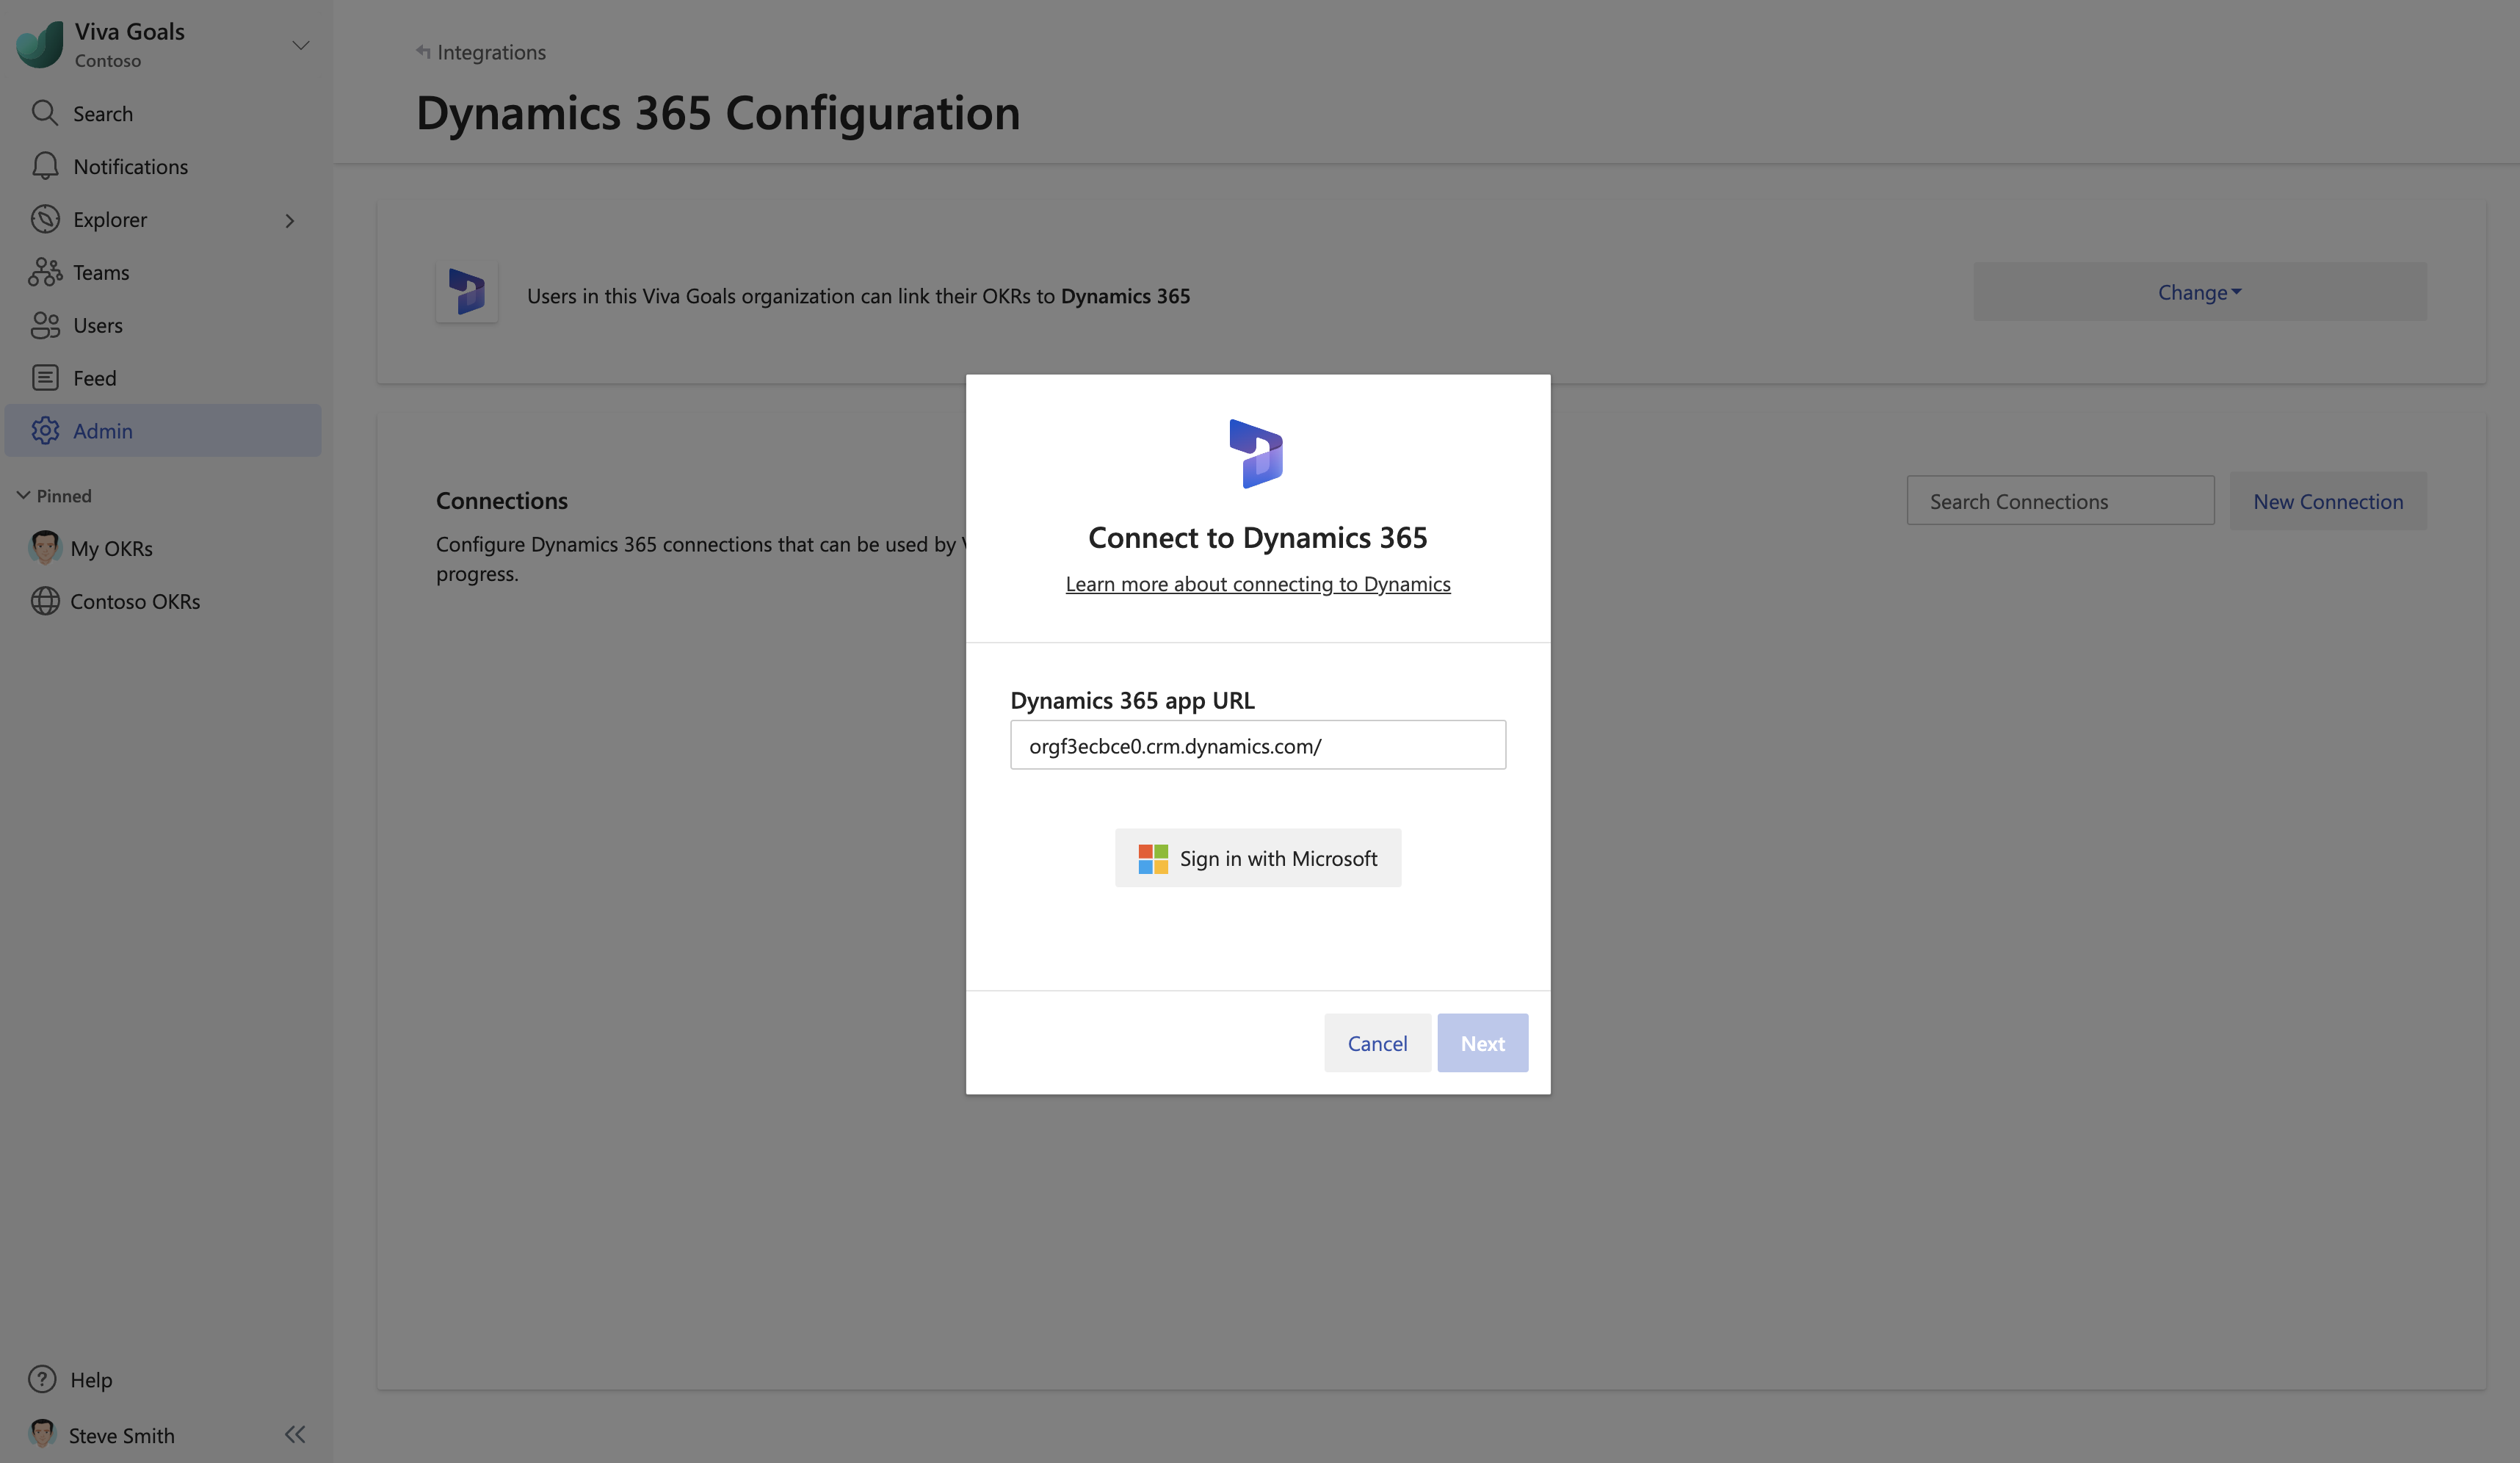 Viva Goals
Contoso
Search
Notifications
Explorer
Teams
Users
Feed
Admin
Pinned
My OKRs
Contoso OKRs
Help
Steve Smith
Integrations
Dynamics 365 Configuration
Users in this Viva Goals organization can link their OKRs to Dynamics 365
Change
Connections
Configure Dynamics 365 connections that can be used by
progress.
Search Connections
New Connection
Connect to Dynamics 365
Learn more about connecting to Dynamics
Dynamics 365 app URL
orgf3ecbce0.crm.dynamics.com/
Sign in with Microsoft
Cancel
Next